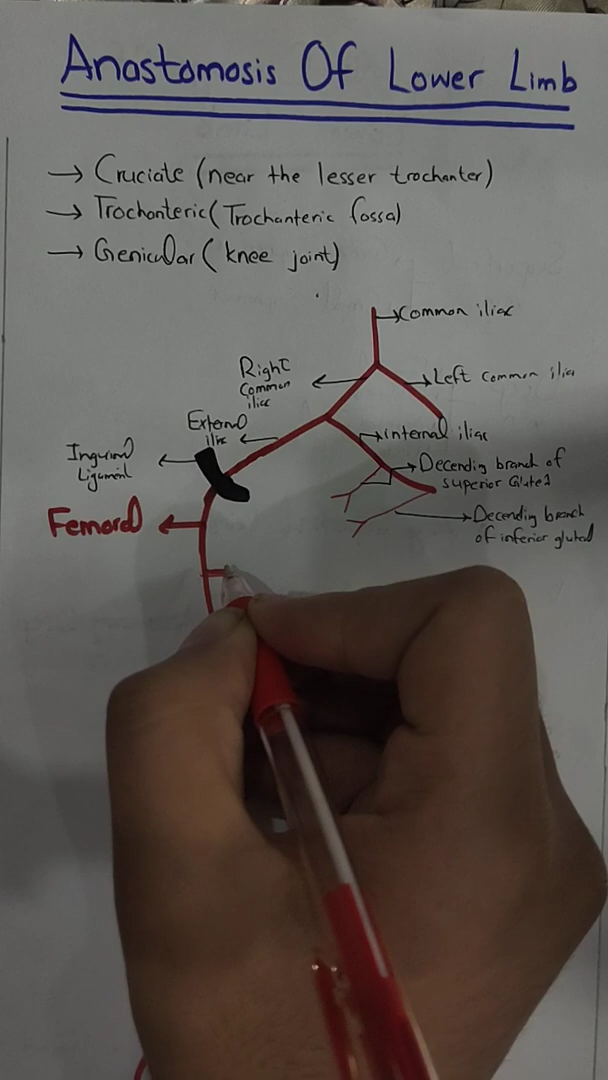 Anastomosis Of Lower Limb
→ Cruciate (near the lesser trochanter)
→ Trochanteric (Trochanteric fossa)
→ Genicular (knee joint)
Common iliac
Right
Common
iliac
Left common iliac
External
iliac
internal iliac
Inguinal
Ligament
Decending branch of
superior Gluteal
Femoral
Decending branch
of inferior gluteal